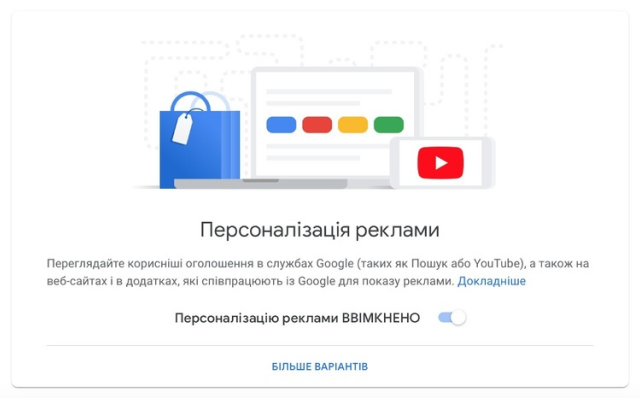 Персоналізація реклами
Переглядайте корисніші оголошення в службах Google (таких як Пошук або YouTube), а також на
веб-сайтах і в додатках, які співпрацюють із Google для показу реклами. Докладніше
Персоналізацію реклами ВВІМКНЕНО
БІЛЬШЕ ВАРІАНТІВ